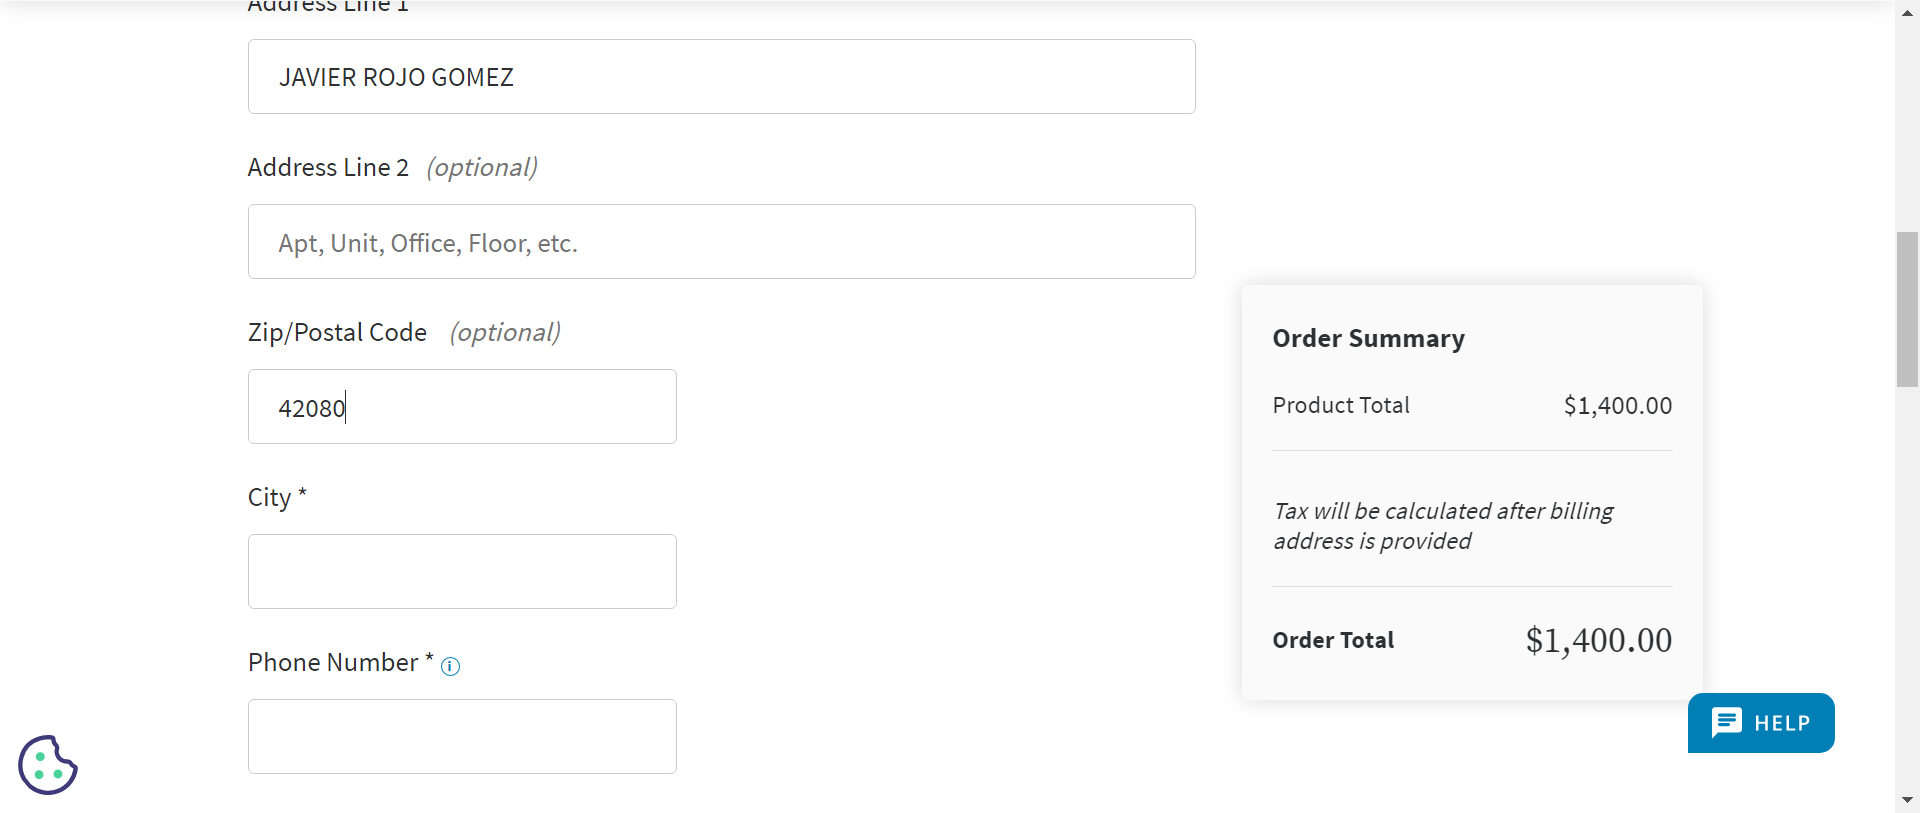 Address Line 1
JAVIER ROJO GOMEZ
Address Line 2 (optional)
Apt, Unit, Office, Floor, etc.
Zip/Postal Code (optional)
42080
City *
Phone Number *
Order Summary
Product Total $1,400.00
Tax will be calculated after billing
address is provided
Order Total $1,400.00
HELP